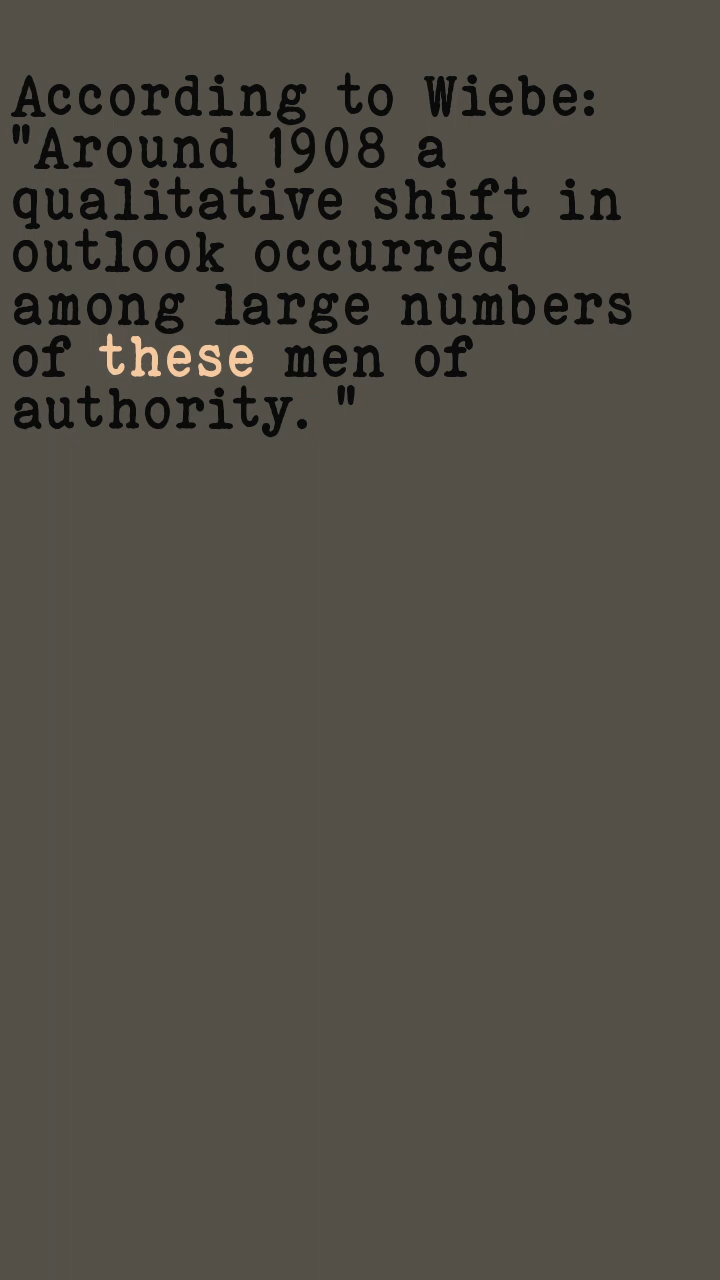 According to Wiebe:
"Around 1908 a
qualitative shift in
outlook occurred
among large numbers
of these men of
authority. "